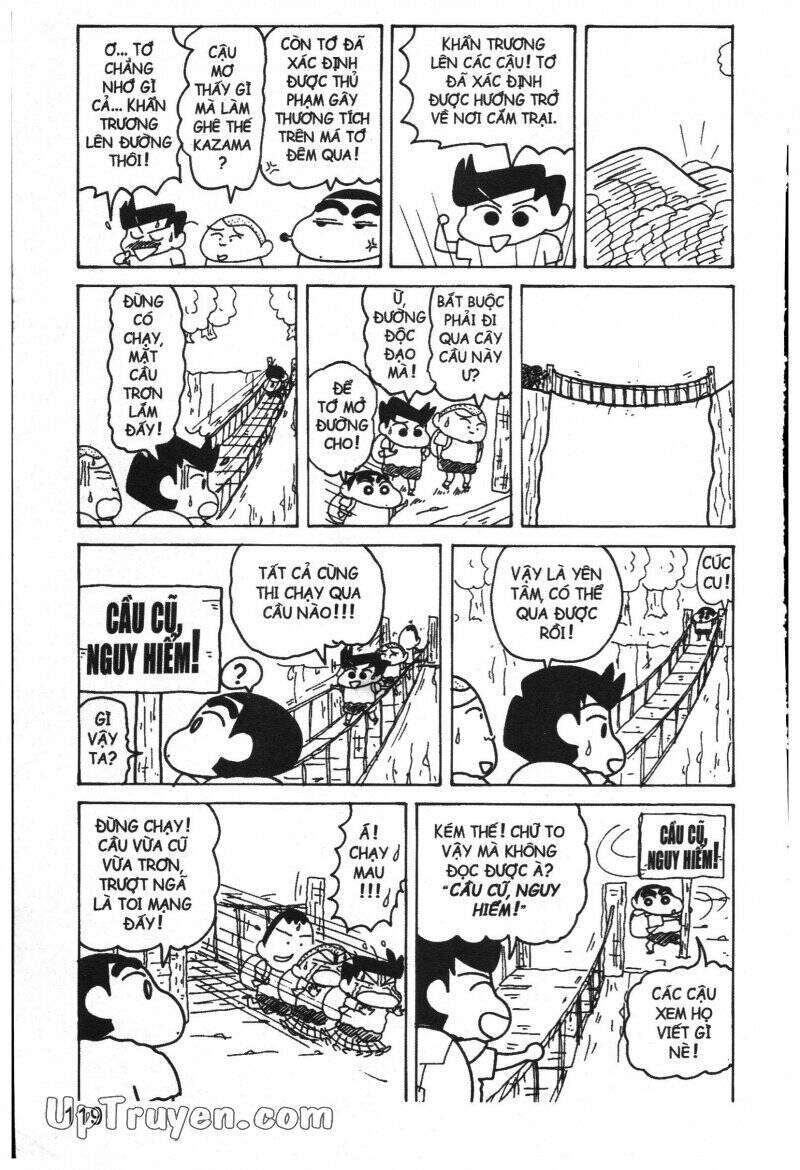 KHẨN TRƯƠNG
LÊN CÁC CẬU! TỚ
ĐÃ XÁC ĐỊNH
ĐƯỢC HƯỚNG TRỞ
VỀ NƠI CẮM TRẠI.
CÒN TỚ ĐÃ
XÁC ĐỊNH
ĐƯỢC THỦ
PHẠM GÂY
THƯƠNG TÍCH
TRÊN MÁ TỚ
ĐÊM QUA!
CẬU
MƠ
THẤY GÌ
MÀ LÀM
GHÊ THẾ
KAZAMA
?
Ơ... TỚ
CHẲNG
NHỚ GÌ
CẢ... KHẨN
TRƯƠNG
LÊN ĐƯỜNG
THÔI!
BẮT BUỘC
PHẢI ĐI
QUA CÂY
CẦU NÀY
Ư?
Ừ,
ĐƯỜNG
ĐỘC
ĐẠO
MÀ!
ĐỂ
TỚ MỞ
ĐƯỜNG
CHO!
ĐỪNG
CÓ
CHẠY,
MẶT
CẦU
TRƠN
LẮM
ĐẤY!
CÚC
CU!
VẬY LÀ YÊN
TÂM, CÓ THỂ
QUA ĐƯỢC
RỒI!
TẤT CẢ CÙNG
THI CHẠY QUA
CẦU NÀO!!!
CẦU CŨ,
NGUY HIỂM!
?
GÌ
VẬY
TA?
CẦU CŨ,
NGUY HIỂM!
CÁC CẬU
XEM HỌ
VIẾT GÌ
NÈ!
KÉM THẾ! CHỮ TO
VẬY MÀ KHÔNG
ĐỌC ĐƯỢC À?
"CẦU CŨ, NGUY
HIỂM!"
Á!
CHẠY
MAU
!!!
ĐỪNG CHẠY!
CẦU VỪA CŨ
VỪA TRƠN,
TRƯỢT NGÃ
LÀ TOI MẠNG
ĐẤY!
119
UpTruyen.com